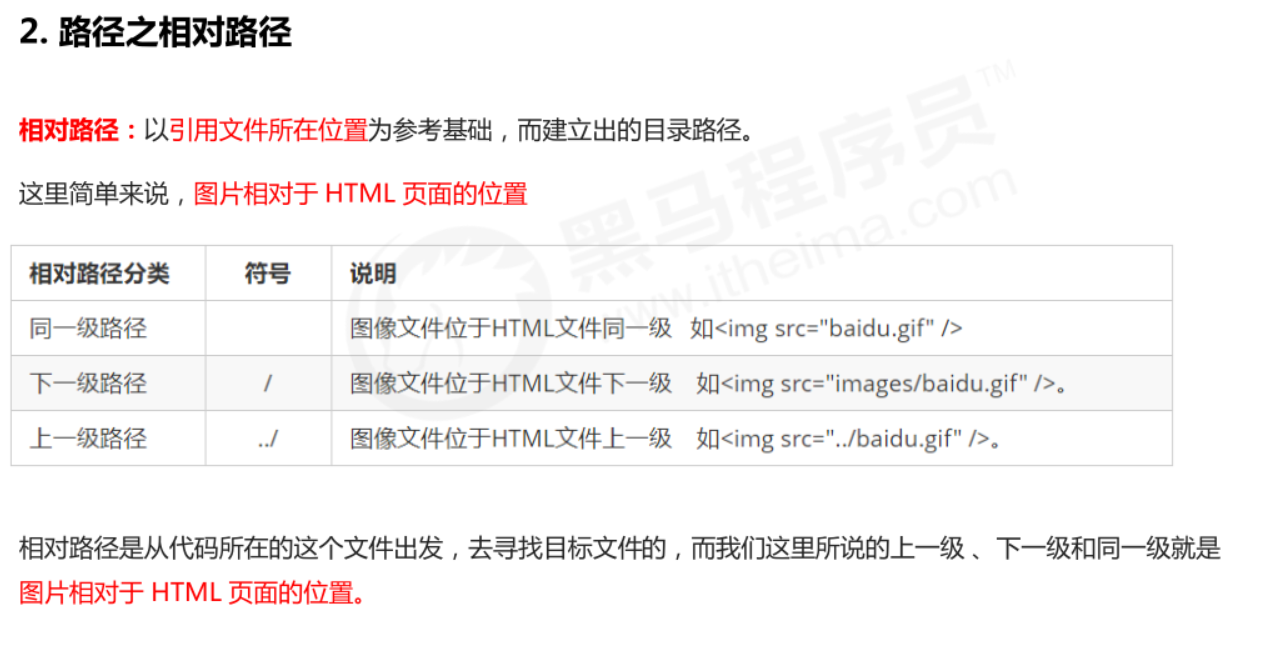 2. 路径之相对路径
相对路径：以引用文件所在位置为参考基础，而建立出的目录路径。
这里简单来说，图片相对于 HTML 页面的位置
相对路径分类 符号 说明
同一级路径 图像文件位于HTML文件同一级 如<img src="baidu.gif" />
下一级路径 / 图像文件位于HTML文件下一级 如<img src="images/baidu.gif" />。
上一级路径 ../ 图像文件位于HTML文件上一级 如<img src="../baidu.gif" />。
相对路径是从代码所在的这个文件出发，去寻找目标文件的，而我们这里所说的上一级 、下一级和同一级就是
图片相对于 HTML 页面的位置。
黑马程序员™
www.itheima.com